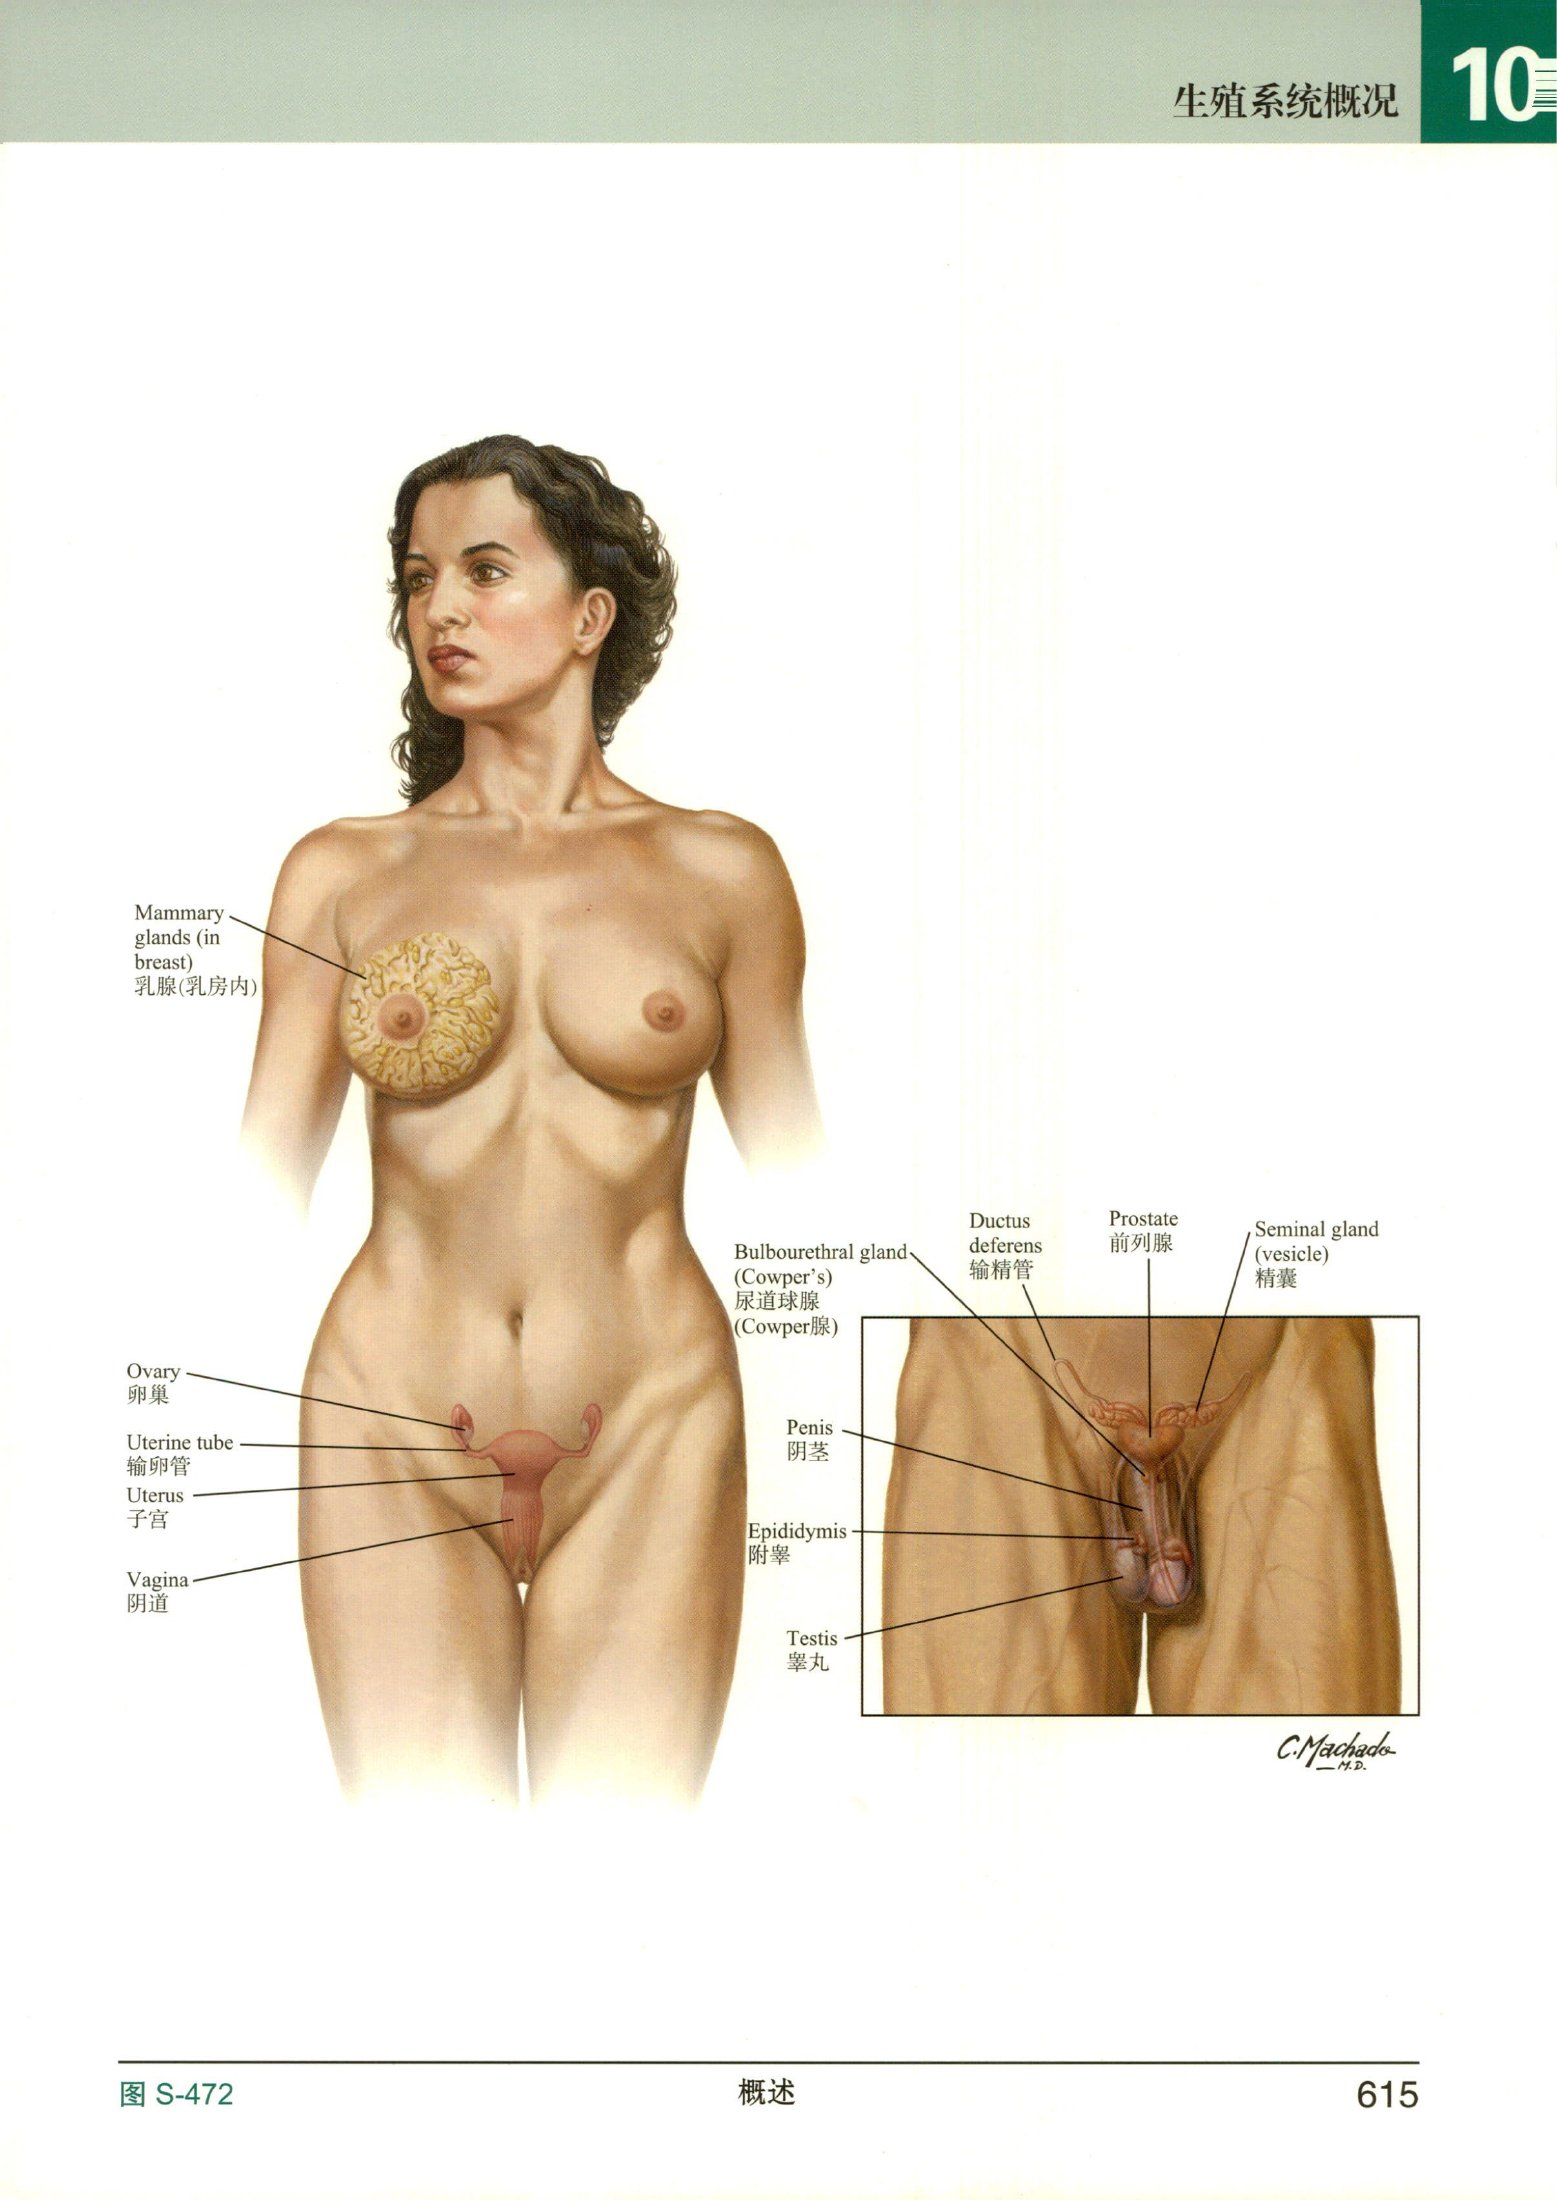 生殖系统概况
10
Mammary
glands (in
breast)
乳腺(乳房内)
Ovary
卵巢
Uterine tube
输卵管
Uterus
子宫
Vagina
阴道
Bulbourethral gland
(Cowper's)
尿道球腺
(Cowper腺)
Ductus
deferens
输精管
Prostate
前列腺
Seminal gland
(vesicle)
精囊
Penis
阴茎
Epididymis
附睾
Testis
睾丸
C.Machado
M.D.
图 S-472
概述
615